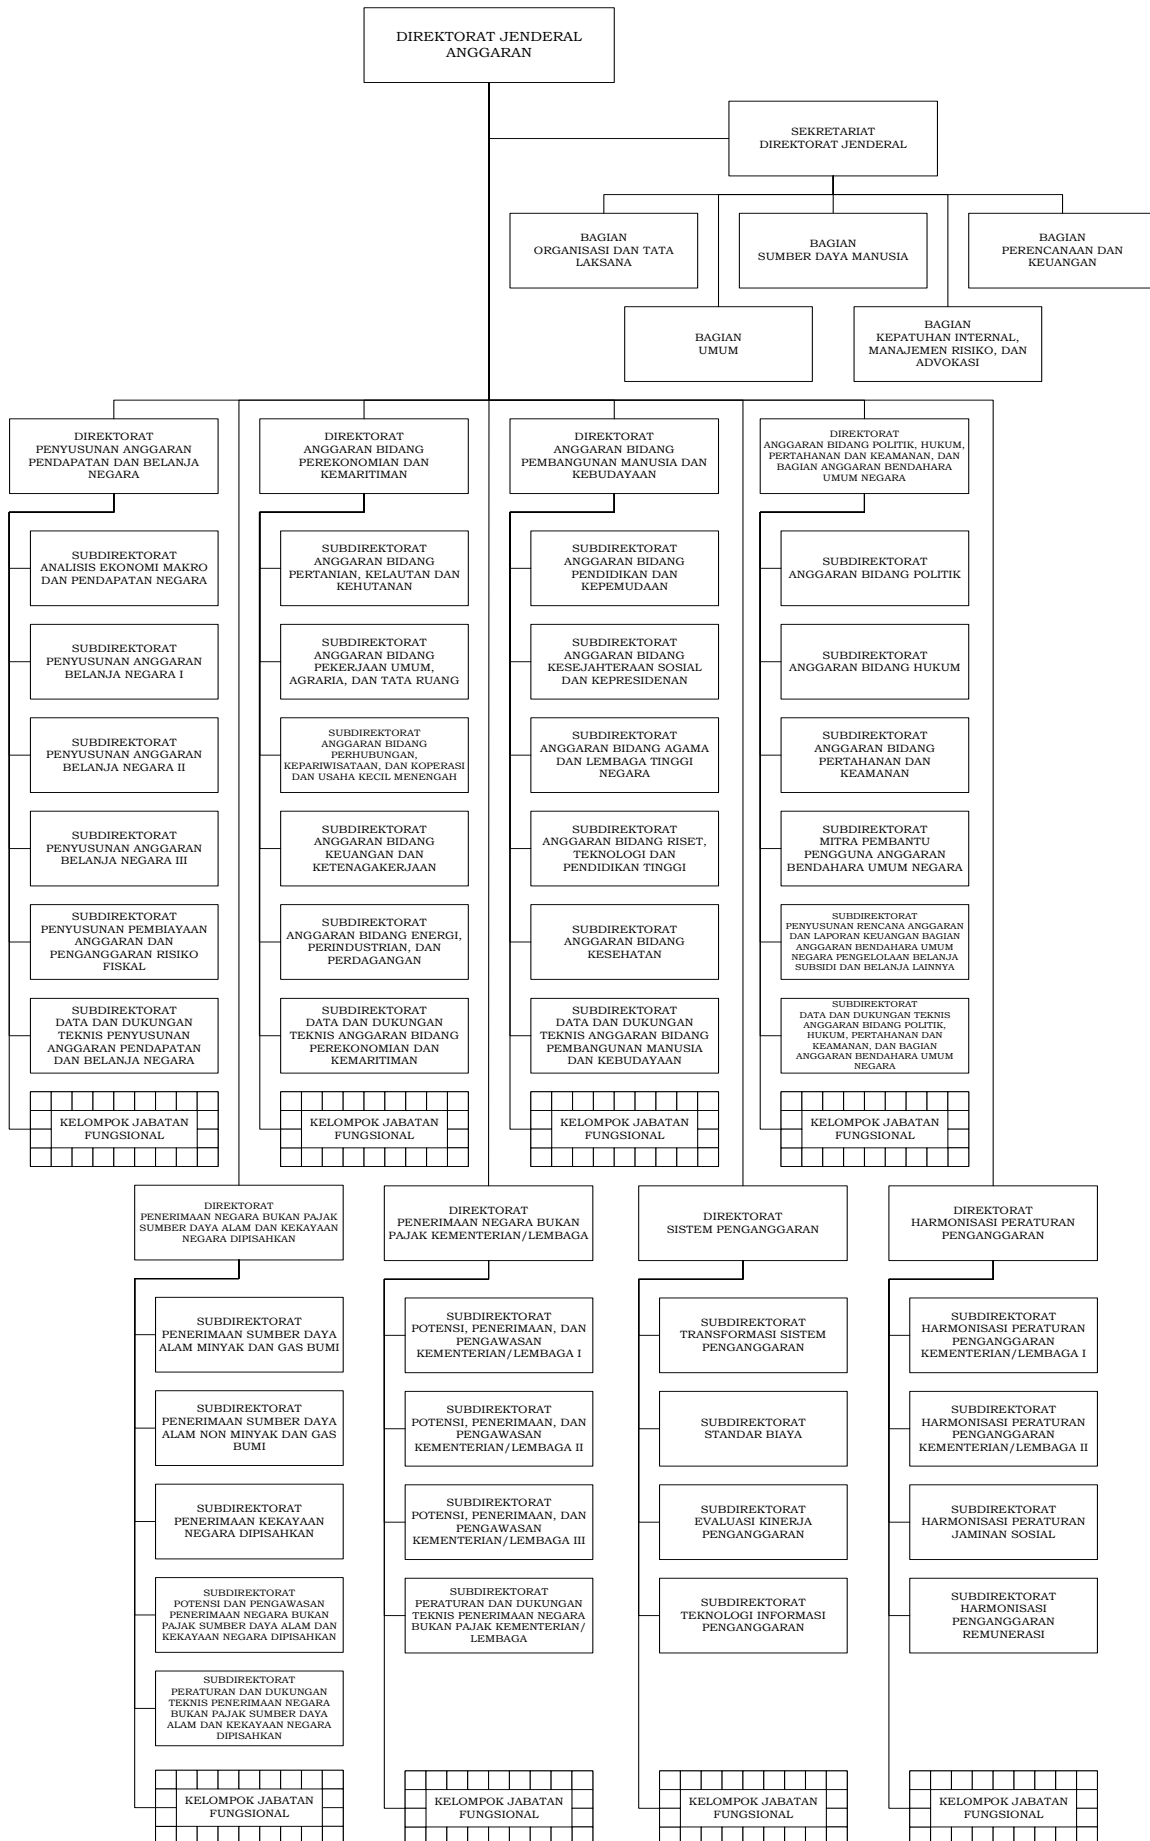 DIREKTORAT JENDERAL
ANGGARAN
SEKRETARIAT
DIREKTORAT JENDERAL
BAGIAN
ORGANISASI DAN TATA
LAKSANA
BAGIAN
SUMBER DAYA MANUSIA
BAGIAN
PERENCANAAN DAN
KEUANGAN
BAGIAN
UMUM
BAGIAN
KEPATUHAN INTERNAL,
MANAJEMEN RISIKO, DAN
ADVOKASI
DIREKTORAT
PENYUSUNAN ANGGARAN
PENDAPATAN DAN BELANJA
NEGARA
DIREKTORAT
ANGGARAN BIDANG
PEREKONOMIAN DAN
KEMARITIMAN
DIREKTORAT
ANGGARAN BIDANG
PEMBANGUNAN MANUSIA DAN
KEBUDAYAAN
DIREKTORAT
ANGGARAN BIDANG POLITIK, HUKUM,
PERTAHANAN DAN KEAMANAN, DAN
BAGIAN ANGGARAN BENDAHARA
UMUM NEGARA
SUBDIREKTORAT
ANALISIS EKONOMI MAKRO
DAN PENDAPATAN NEGARA
SUBDIREKTORAT
ANGGARAN BIDANG
PERTANIAN, KELAUTAN DAN
KEHUTANAN
SUBDIREKTORAT
ANGGARAN BIDANG
PENDIDIKAN DAN
KEPEMUDAAN
SUBDIREKTORAT
ANGGARAN BIDANG POLITIK
SUBDIREKTORAT
PENYUSUNAN ANGGARAN
BELANJA NEGARA I
SUBDIREKTORAT
ANGGARAN BIDANG
PEKERJAAN UMUM,
AGRARIA, DAN TATA RUANG
SUBDIREKTORAT
ANGGARAN BIDANG
KESEJAHTERAAN SOSIAL
DAN KEPRESIDENAN
SUBDIREKTORAT
ANGGARAN BIDANG HUKUM
SUBDIREKTORAT
PENYUSUNAN ANGGARAN
BELANJA NEGARA II
SUBDIREKTORAT
ANGGARAN BIDANG
PERHUBUNGAN,
KEPARIWISATAAN, DAN KOPERASI
DAN USAHA KECIL MENENGAH
SUBDIREKTORAT
ANGGARAN BIDANG AGAMA
DAN LEMBAGA TINGGI
NEGARA
SUBDIREKTORAT
ANGGARAN BIDANG
PERTAHANAN DAN
KEAMANAN
SUBDIREKTORAT
PENYUSUNAN ANGGARAN
BELANJA NEGARA III
SUBDIREKTORAT
ANGGARAN BIDANG
KEUANGAN DAN
KETENAGAKERJAAN
SUBDIREKTORAT
ANGGARAN BIDANG RISET,
TEKNOLOGI DAN
PENDIDIKAN TINGGI
SUBDIREKTORAT
MITRA PEMBANTU
PENGGUNA ANGGARAN
BENDAHARA UMUM NEGARA
SUBDIREKTORAT
PENYUSUNAN PEMBIAYAAN
ANGGARAN DAN
PENGANGGARAN RISIKO
FISKAL
SUBDIREKTORAT
ANGGARAN BIDANG ENERGI,
PERINDUSTRIAN, DAN
PERDAGANGAN
SUBDIREKTORAT
ANGGARAN BIDANG
KESEHATAN
SUBDIREKTORAT
PENYUSUNAN RENCANA ANGGARAN
DAN LAPORAN KEUANGAN BAGIAN
ANGGARAN BENDAHARA UMUM
NEGARA PENGELOLAAN BELANJA
SUBSIDI DAN BELANJA LAINNYA
SUBDIREKTORAT
DATA DAN DUKUNGAN
TEKNIS PENYUSUNAN
ANGGARAN PENDAPATAN
DAN BELANJA NEGARA
SUBDIREKTORAT
DATA DAN DUKUNGAN
TEKNIS ANGGARAN BIDANG
PEREKONOMIAN DAN
KEMARITIMAN
SUBDIREKTORAT
DATA DAN DUKUNGAN
TEKNIS ANGGARAN BIDANG
PEMBANGUNAN MANUSIA
DAN KEBUDAYAAN
SUBDIREKTORAT
DATA DAN DUKUNGAN TEKNIS
ANGGARAN BIDANG POLITIK,
HUKUM, PERTAHANAN DAN
KEAMANAN, DAN BAGIAN
ANGGARAN BENDAHARA UMUM
NEGARA
KELOMPOK JABATAN
FUNGSIONAL
KELOMPOK JABATAN
FUNGSIONAL
KELOMPOK JABATAN
FUNGSIONAL
KELOMPOK JABATAN
FUNGSIONAL
DIREKTORAT
PENERIMAAN NEGARA BUKAN PAJAK
SUMBER DAYA ALAM DAN KEKAYAAN
NEGARA DIPISAHKAN
DIREKTORAT
PENERIMAAN NEGARA BUKAN
PAJAK KEMENTERIAN/LEMBAGA
DIREKTORAT
SISTEM PENGANGGARAN
DIREKTORAT
HARMONISASI PERATURAN
PENGANGGARAN
SUBDIREKTORAT
PENERIMAAN SUMBER DAYA
ALAM MINYAK DAN GAS BUMI
SUBDIREKTORAT
POTENSI, PENERIMAAN, DAN
PENGAWASAN
KEMENTERIAN/LEMBAGA I
SUBDIREKTORAT
TRANSFORMASI SISTEM
PENGANGGARAN
SUBDIREKTORAT
HARMONISASI PERATURAN
PENGANGGARAN
KEMENTERIAN/LEMBAGA I
SUBDIREKTORAT
PENERIMAAN SUMBER DAYA
ALAM NON MINYAK DAN GAS
BUMI
SUBDIREKTORAT
POTENSI, PENERIMAAN, DAN
PENGAWASAN
KEMENTERIAN/LEMBAGA II
SUBDIREKTORAT
STANDAR BIAYA
SUBDIREKTORAT
HARMONISASI PERATURAN
PENGANGGARAN
KEMENTERIAN/LEMBAGA II
SUBDIREKTORAT
PENERIMAAN KEKAYAAN
NEGARA DIPISAHKAN
SUBDIREKTORAT
POTENSI, PENERIMAAN, DAN
PENGAWASAN
KEMENTERIAN/LEMBAGA III
SUBDIREKTORAT
EVALUASI KINERJA
PENGANGGARAN
SUBDIREKTORAT
HARMONISASI PERATURAN
JAMINAN SOSIAL
SUBDIREKTORAT
POTENSI DAN PENGAWASAN
PENERIMAAN NEGARA BUKAN
PAJAK SUMBER DAYA ALAM DAN
KEKAYAAN NEGARA DIPISAHKAN
SUBDIREKTORAT
PERATURAN DAN DUKUNGAN
TEKNIS PENERIMAAN NEGARA
BUKAN PAJAK KEMENTERIAN/
LEMBAGA
SUBDIREKTORAT
TEKNOLOGI INFORMASI
PENGANGGARAN
SUBDIREKTORAT
HARMONISASI
PENGANGGARAN
REMUNERASI
SUBDIREKTORAT
PERATURAN DAN DUKUNGAN
TEKNIS PENERIMAAN NEGARA
BUKAN PAJAK SUMBER DAYA
ALAM DAN KEKAYAAN NEGARA
DIPISAHKAN
KELOMPOK JABATAN
FUNGSIONAL
KELOMPOK JABATAN
FUNGSIONAL
KELOMPOK JABATAN
FUNGSIONAL
KELOMPOK JABATAN
FUNGSIONAL